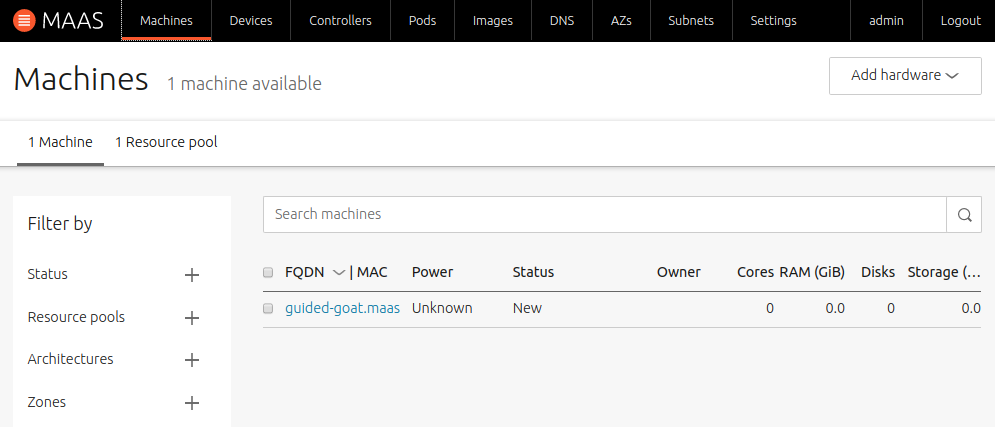 MAAS Machines Devices Controllers Pods Images DNS AZs Subnets Settings admin Logout
Machines 1 machine available Add hardware
1 Machine 1 Resource pool
Filter by
Status
Resource pools
Architectures
Zones
Search machines
FQDN | MAC Power Status Owner Cores RAM (GiB) Disks Storage (...
guided-goat.maas Unknown New 0 0.0 0 0.0